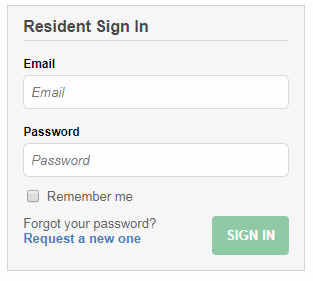 Resident Sign In
Email
Email
Password
Password
Remember me
Forgot your password?
Request a new one
SIGN IN